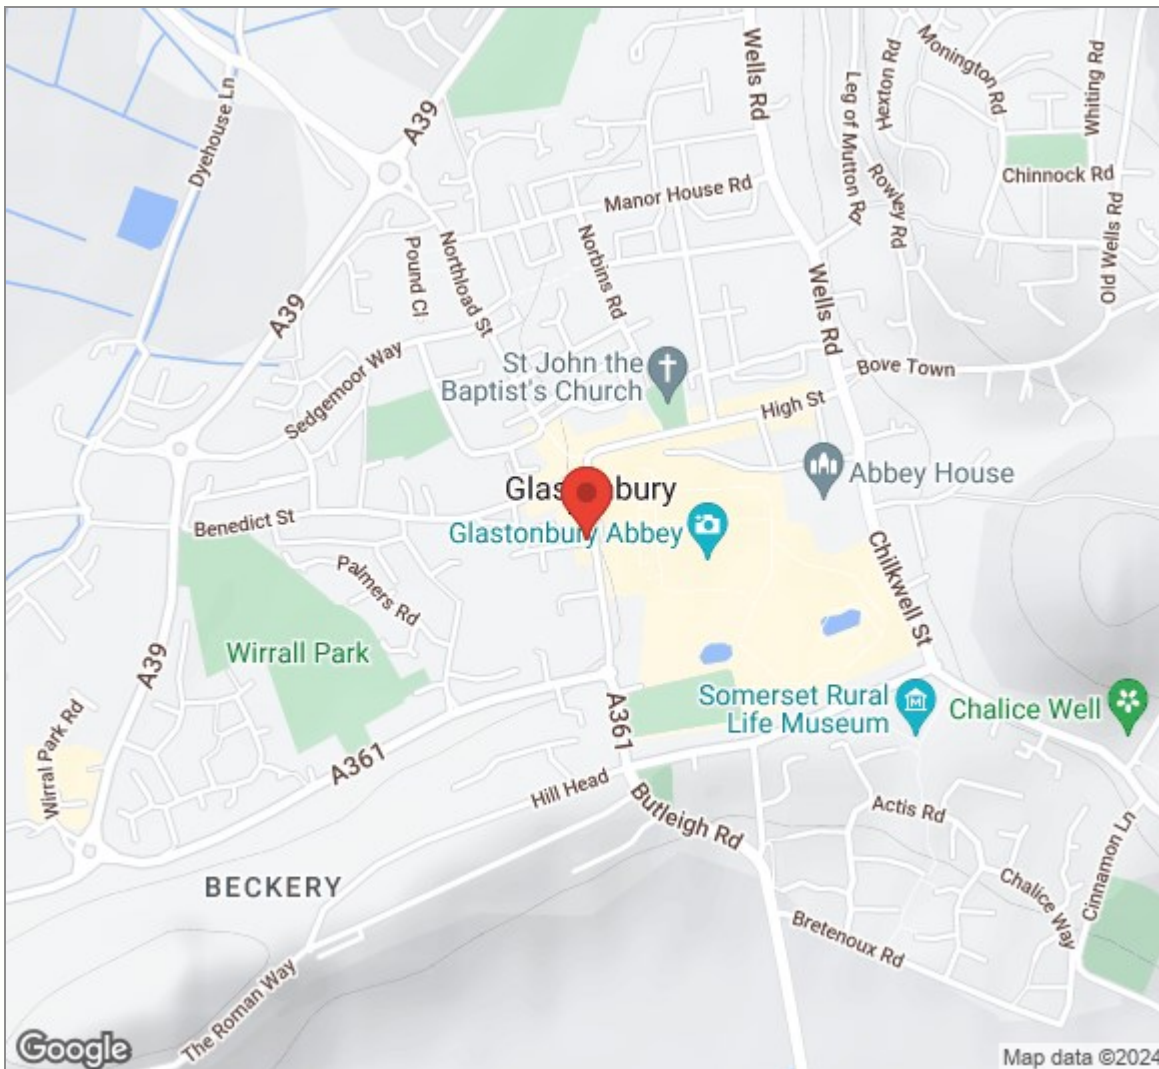 Wells Rd
Leg of Mutton Rd
Hexton Rd
Monington Rd
Whiting Rd
Dyehouse Ln
A39
Chinnock Rd
Manor House Rd
Rowley Rd
Old Wells Rd
Pound Cl
Northload St
Norbins Rd
A39
Wells Rd
Sedgemoor Way
St John the
Baptist's Church
Bove Town
High St
Abbey House
Glastonbury
Benedict St
Glastonbury Abbey
Palmers Rd
Chilkwell St
Wirrall Park
A39
Somerset Rural
Life Museum
Chalice Well
A361
Wirral Park Rd
A361
Hill Head
Butleigh Rd
Actis Rd
Cinnamon Ln
BECKERY
Chalice Way
Bretenoux Rd
The Roman Way
Google
Map data ©2024